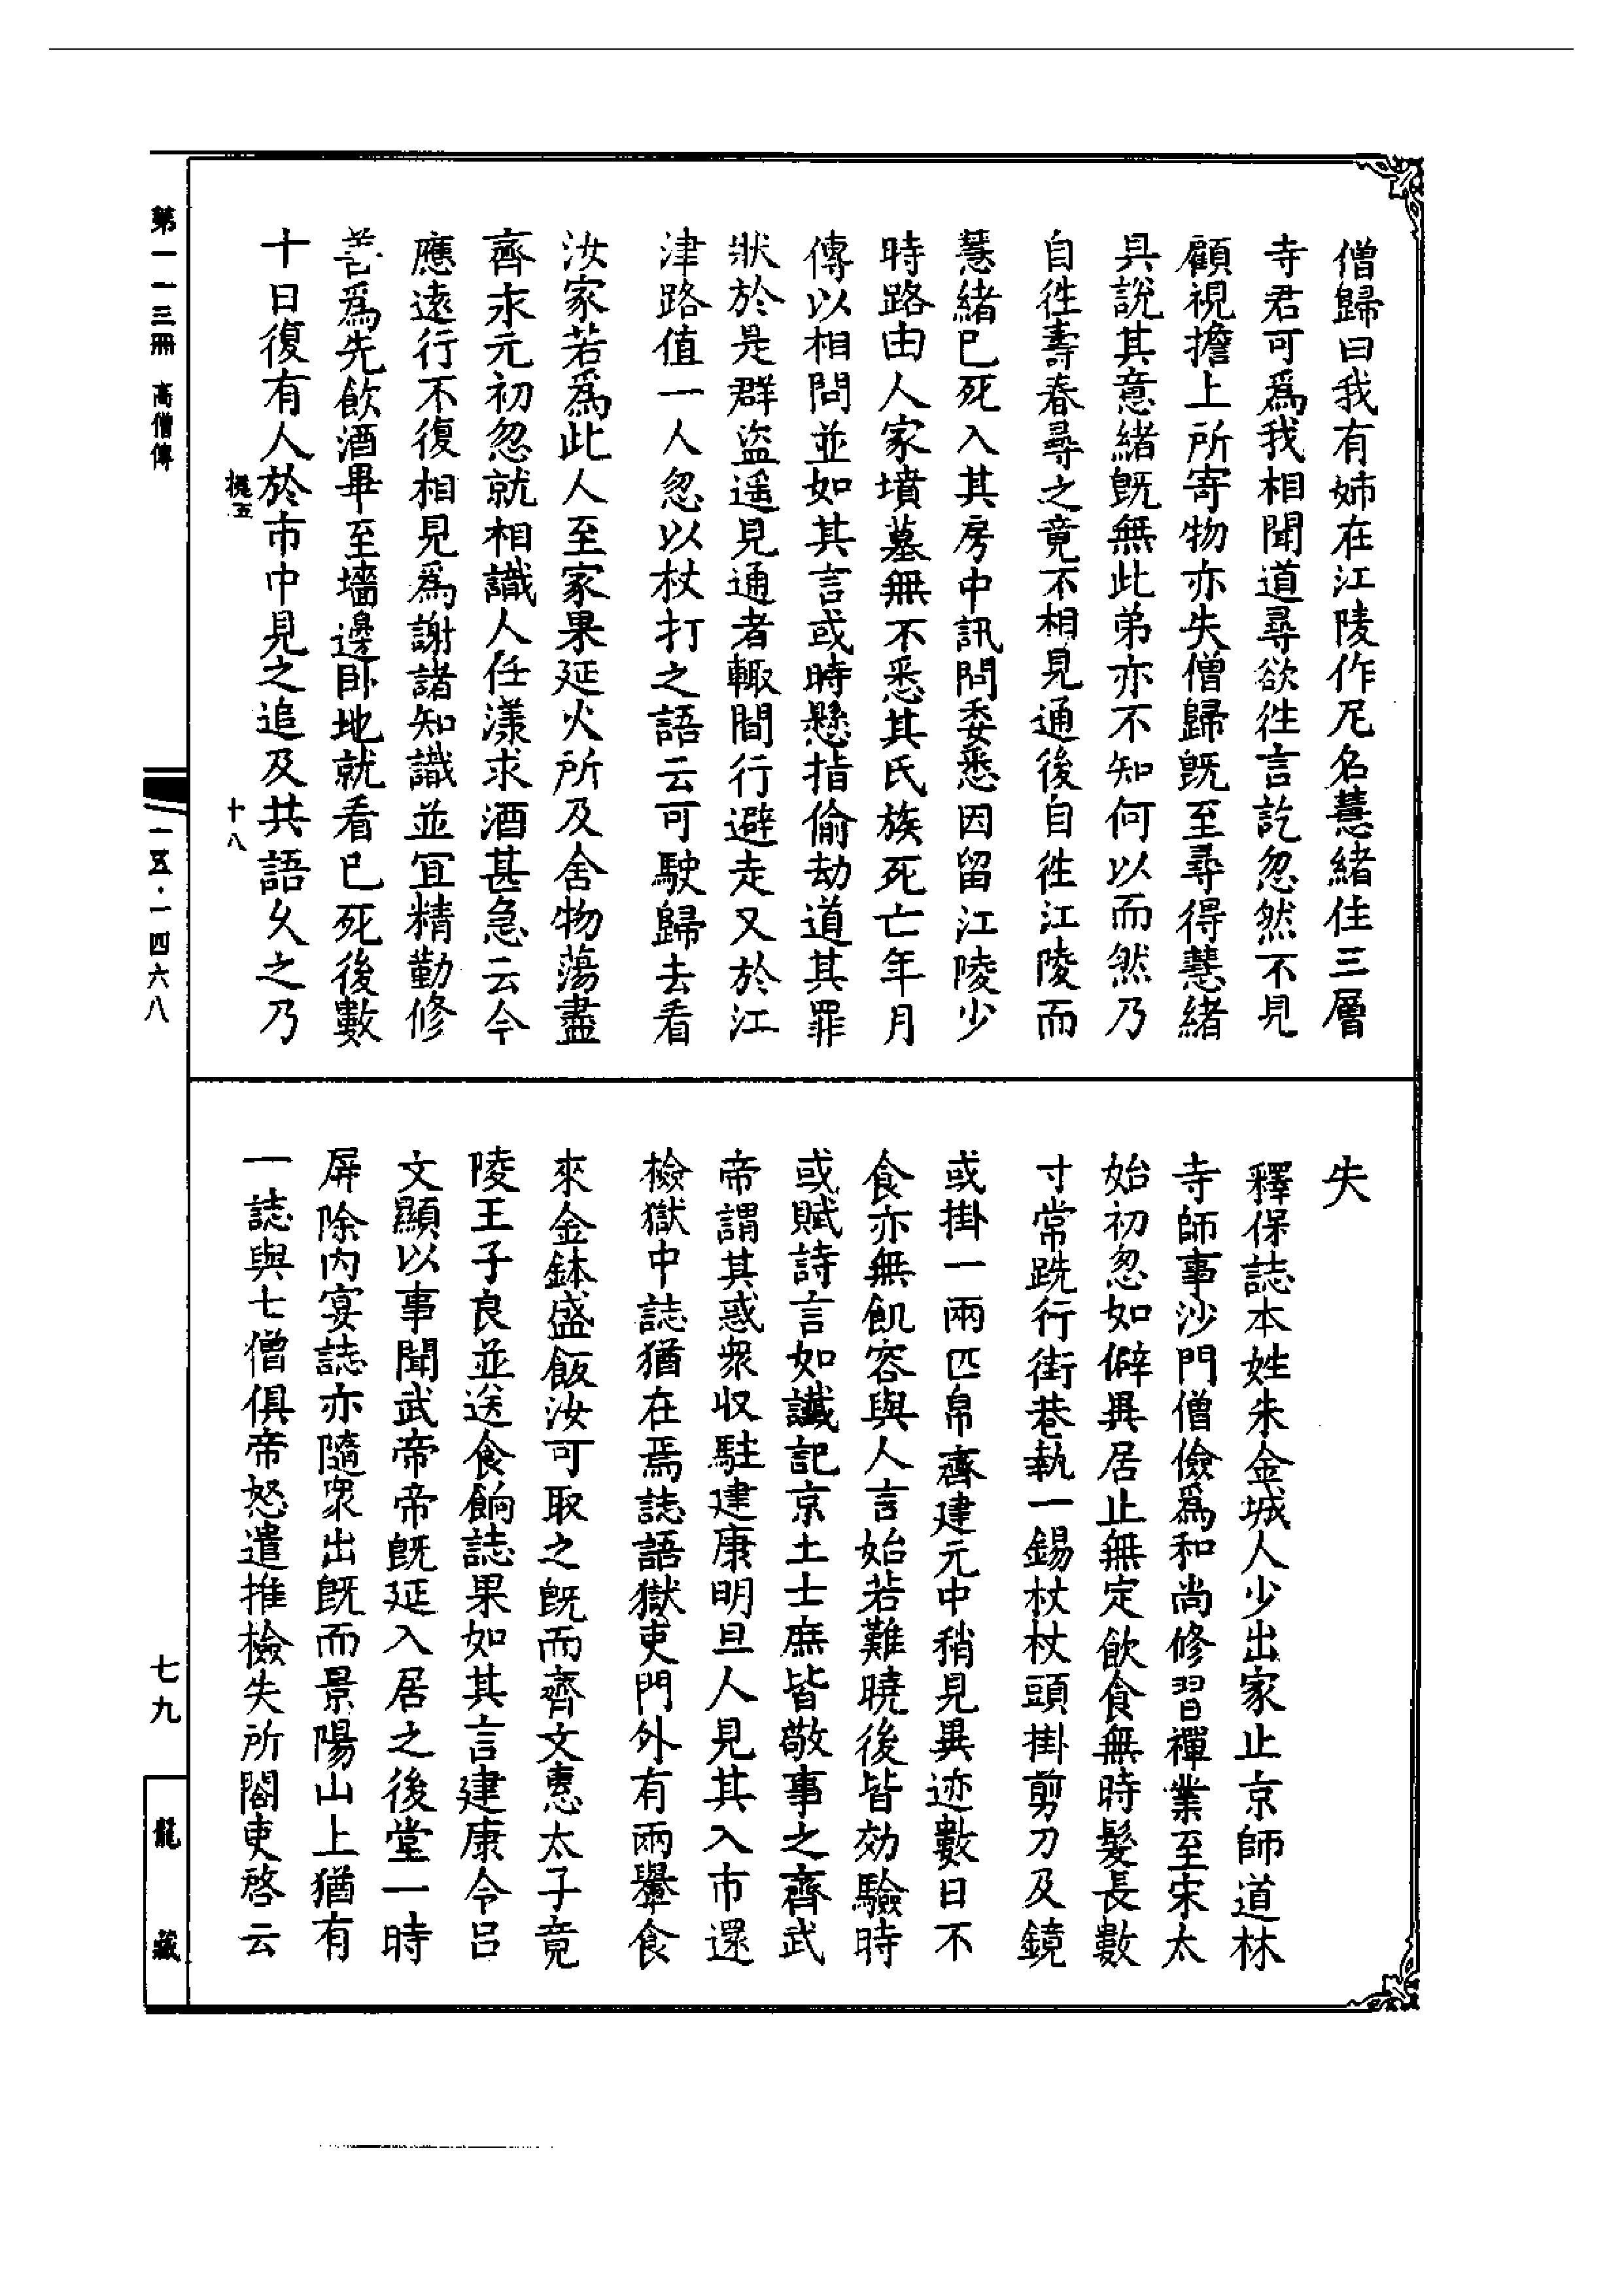 僧歸曰我有姉在江陵作尼名慧緒住三層
寺君可爲我相聞道尋欲徃言訖忽然不見
顧視擔上所寄物亦失僧歸旣至尋得慧緒
具說其意緒旣無此弟亦不知何以而然乃
自徃壽春尋之竟不相見通後自徃江陵而
慧緒巳死入其房中訊問委悉因留江陵少
時路由人家墳墓無不悉其氏族死亡年月
傳以相問並如其言或時懸指偷劫道其罪
狀於是群盜遥見通者輙間行避走又於江
津路值一人忽以杖打之語云可駛歸去看
汝家若爲此人至家果延火所及舍物蕩盡
齊永元初忽就相識人任漾求酒甚急云今
應遠行不復相見爲謝諸知識並宜精勤修
善爲先飲酒畢至墻邊卧地就看巳死後數
十日復有人於市中見之追及共語乆之乃
失
釋保誌本姓朱金城人少出家止京師道林
寺師事沙門僧儉爲和尚修習禪業至宋太
始初忽如僻異居止無定飲食無時髮長數
寸常跣行街巷執一錫杖杖頭掛剪刀及鏡
或掛一兩匹帛齊建元中稍見異迹數日不
食亦無飢容與人言始若難曉後皆効驗時
或賦詩言如讖記京土士庶皆敬事之齊武
帝謂其惑衆収駐建康明旦人見其入市還
檢獄中誌猶在焉誌語獄吏門外有兩轝食
來金鉢盛飯汝可取之旣而齊文惠太子竟
陵王子良並送食餉誌果如其言建康令呂
文顯以事聞武帝帝旣延入居之後堂一時
屏除内宴誌亦隨衆出旣而景陽山上猶有
一誌與七僧俱帝怒遣推檢失所閤吏啓云
第一一三冊 高僧傳
一五·一四六八
七九
龍藏
十八